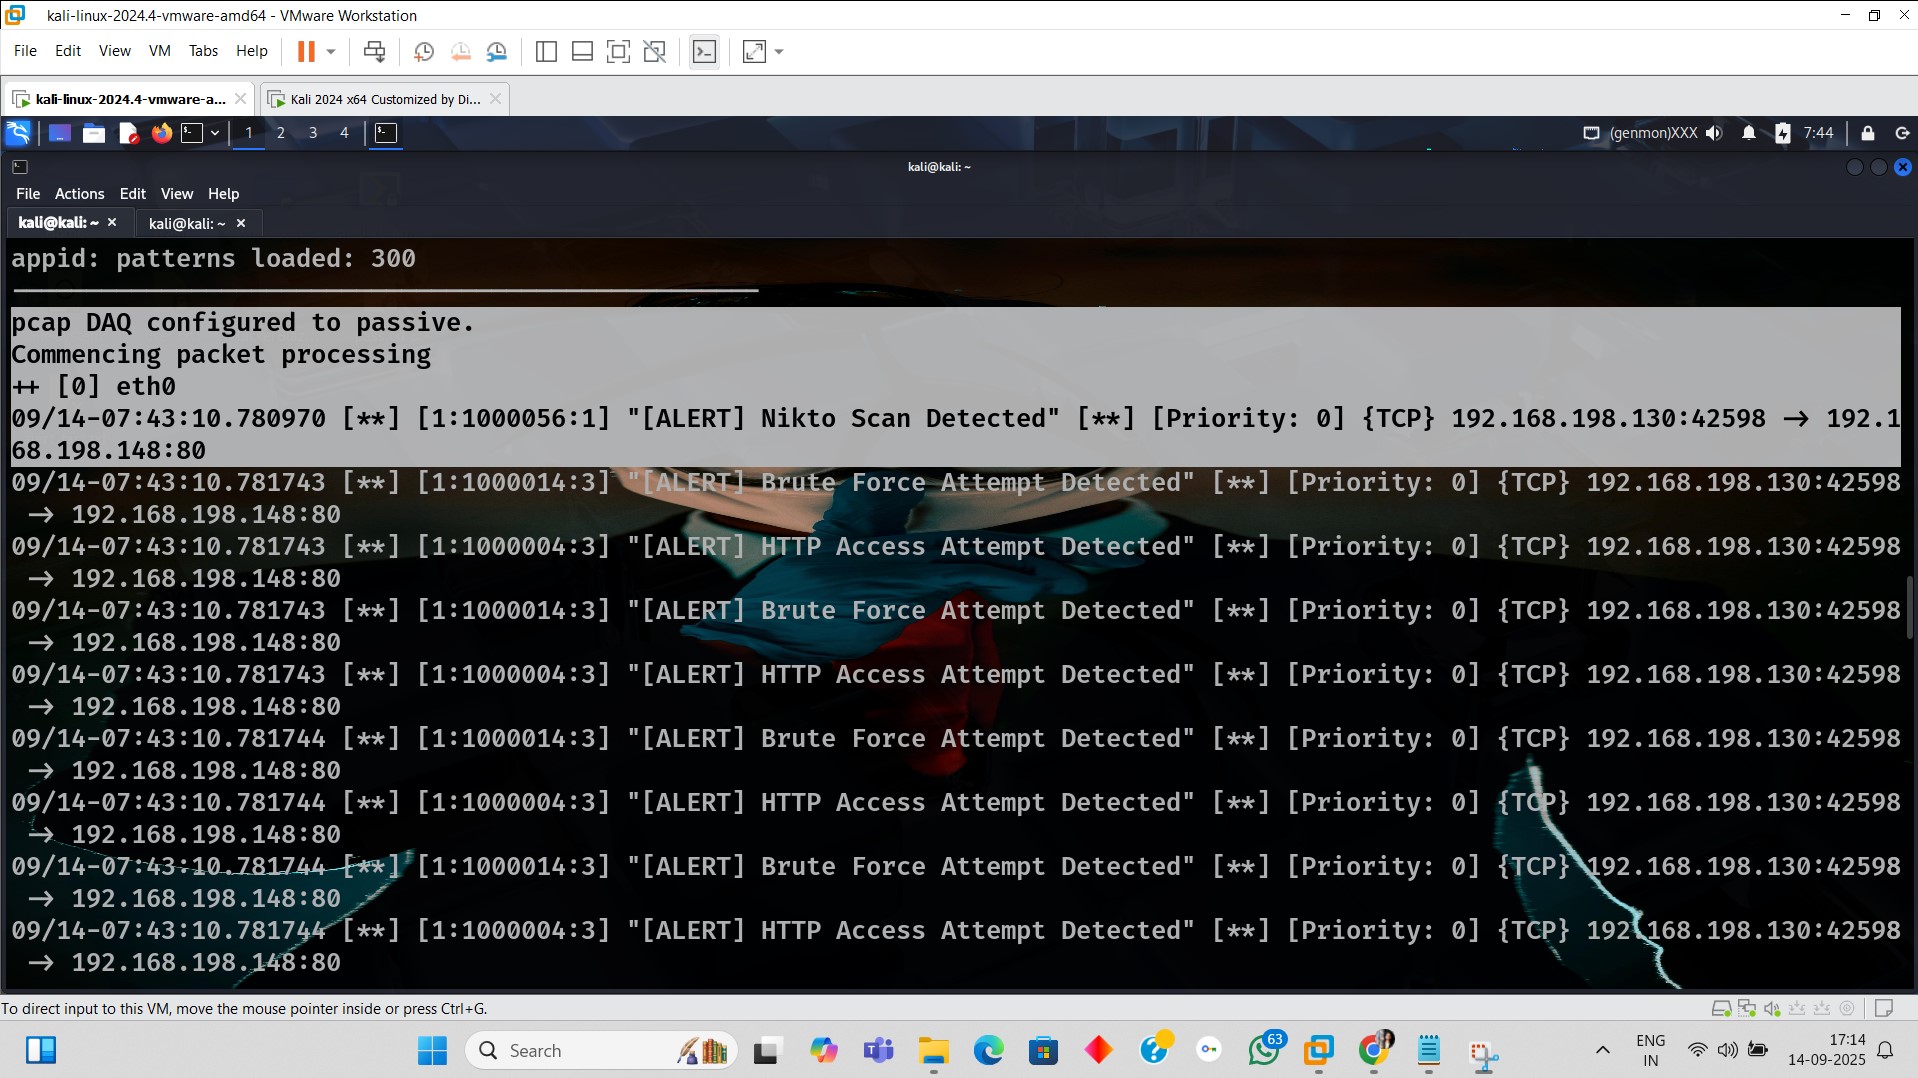 kali-linux-2024.4-vmware-amd64 - VMware Workstation
File Edit View VM Tabs Help
kali-linux-2024.4-vmware-a... Kali 2024 x64 Customized by Di...
1 2 3 4 (genmon)XXX 7:44
kali@kali: ~
File Actions Edit View Help
kali@kali: ~ kali@kali: ~
appid: patterns loaded: 300
pcap DAQ configured to passive.
Commencing packet processing
++ [0] eth0
09/14-07:43:10.780970 [**] [1:1000056:1] "[ALERT] Nikto Scan Detected" [**] [Priority: 0] {TCP} 192.168.198.130:42598 → 192.1
68.198.148:80
09/14-07:43:10.781743 [**] [1:1000014:3] "[ALERT] Brute Force Attempt Detected" [**] [Priority: 0] {TCP} 192.168.198.130:42598
→ 192.168.198.148:80
09/14-07:43:10.781743 [**] [1:1000004:3] "[ALERT] HTTP Access Attempt Detected" [**] [Priority: 0] {TCP} 192.168.198.130:42598
→ 192.168.198.148:80
09/14-07:43:10.781743 [**] [1:1000014:3] "[ALERT] Brute Force Attempt Detected" [**] [Priority: 0] {TCP} 192.168.198.130:42598
→ 192.168.198.148:80
09/14-07:43:10.781743 [**] [1:1000004:3] "[ALERT] HTTP Access Attempt Detected" [**] [Priority: 0] {TCP} 192.168.198.130:42598
→ 192.168.198.148:80
09/14-07:43:10.781744 [**] [1:1000014:3] "[ALERT] Brute Force Attempt Detected" [**] [Priority: 0] {TCP} 192.168.198.130:42598
→ 192.168.198.148:80
09/14-07:43:10.781744 [**] [1:1000004:3] "[ALERT] HTTP Access Attempt Detected" [**] [Priority: 0] {TCP} 192.168.198.130:42598
→ 192.168.198.148:80
09/14-07:43:10.781744 [**] [1:1000014:3] "[ALERT] Brute Force Attempt Detected" [**] [Priority: 0] {TCP} 192.168.198.130:42598
→ 192.168.198.148:80
09/14-07:43:10.781744 [**] [1:1000004:3] "[ALERT] HTTP Access Attempt Detected" [**] [Priority: 0] {TCP} 192.168.198.130:42598
→ 192.168.198.148:80
To direct input to this VM, move the mouse pointer inside or press Ctrl+G.
Search 63 ENG 17:14
IN 14-09-2025